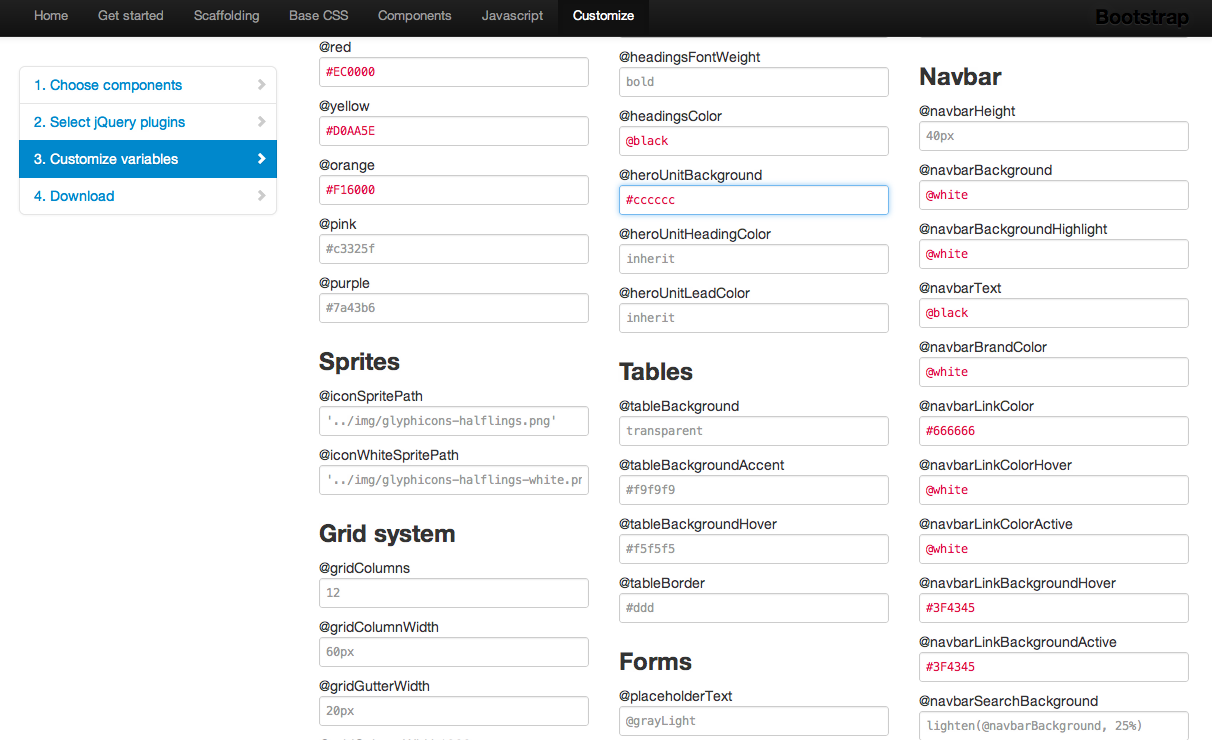 Home Get started Scaffolding Base CSS Components Javascript Customize Bootstrap
1. Choose components
2. Select jQuery plugins
3. Customize variables
4. Download
@red
#EC0000
@yellow
#D0AA5E
@orange
#F16000
@pink
#c3325f
@purple
#7a43b6
Sprites
@iconSpritePath
'../img/glyphicons-halflings.png'
@iconWhiteSpritePath
'../img/glyphicons-halflings-white.pn
Grid system
@gridColumns
12
@gridColumnWidth
60px
@gridGutterWidth
20px
@headingsFontWeight
bold
@headingsColor
@black
@heroUnitBackground
#cccccc
@heroUnitHeadingColor
inherit
@heroUnitLeadColor
inherit
Tables
@tableBackground
transparent
@tableBackgroundAccent
#f9f9f9
@tableBackgroundHover
#f5f5f5
@tableBorder
#ddd
Forms
@placeholderText
@grayLight
Navbar
@navbarHeight
40px
@navbarBackground
@white
@navbarBackgroundHighlight
@white
@navbarText
@black
@navbarBrandColor
@white
@navbarLinkColor
#666666
@navbarLinkColorHover
@white
@navbarLinkColorActive
@white
@navbarLinkBackgroundHover
#3F4345
@navbarLinkBackgroundActive
#3F4345
@navbarSearchBackground
lighten(@navbarBackground, 25%)